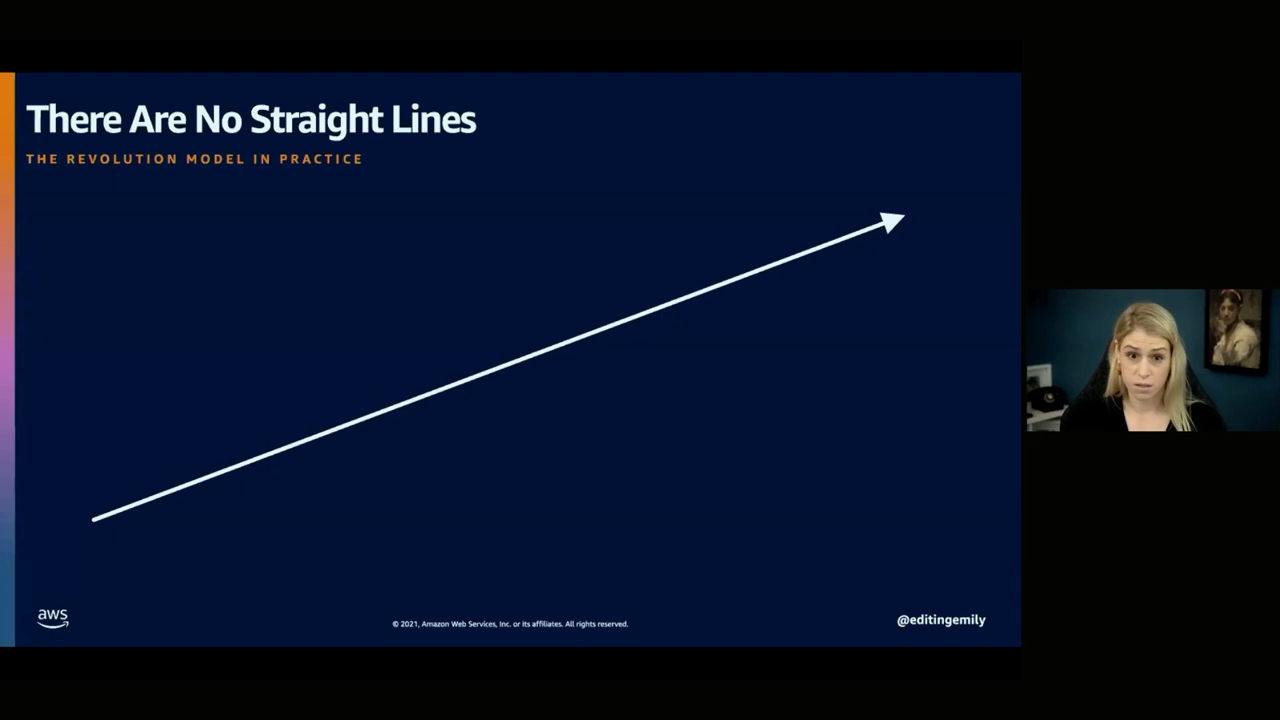 There Are No Straight Lines
THE REVOLUTION MODEL IN PRACTICE
aws
© 2021, Amazon Web Services, Inc. or its affiliates. All rights reserved.
@editingemily